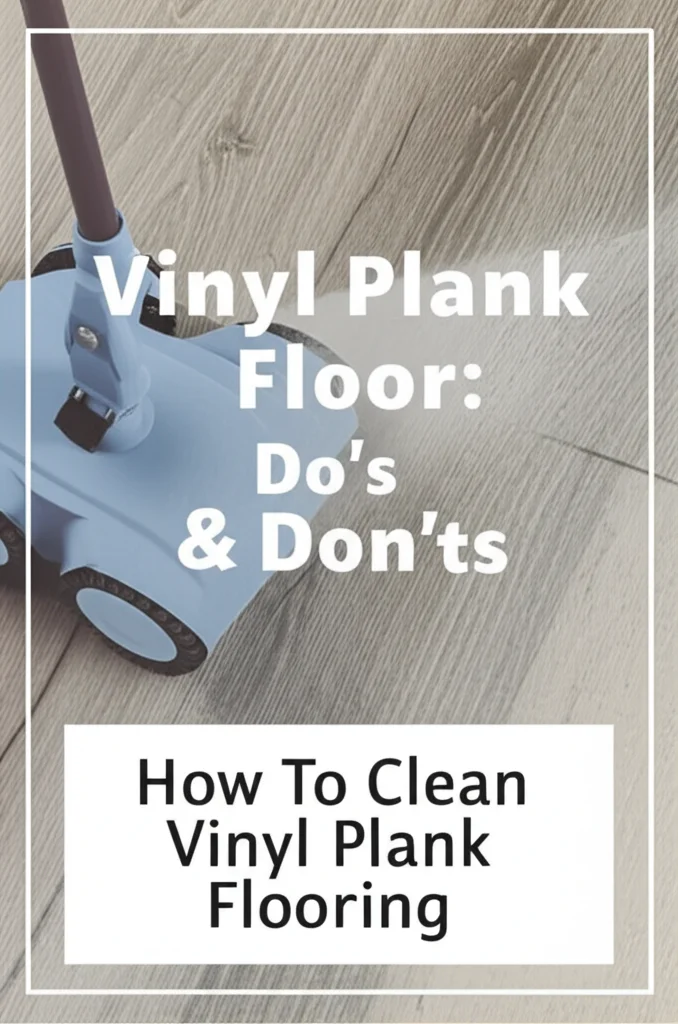 Vinyl Plank
Floor:
Do's
& Don'ts
How To Clean
Vinyl Plank
Flooring